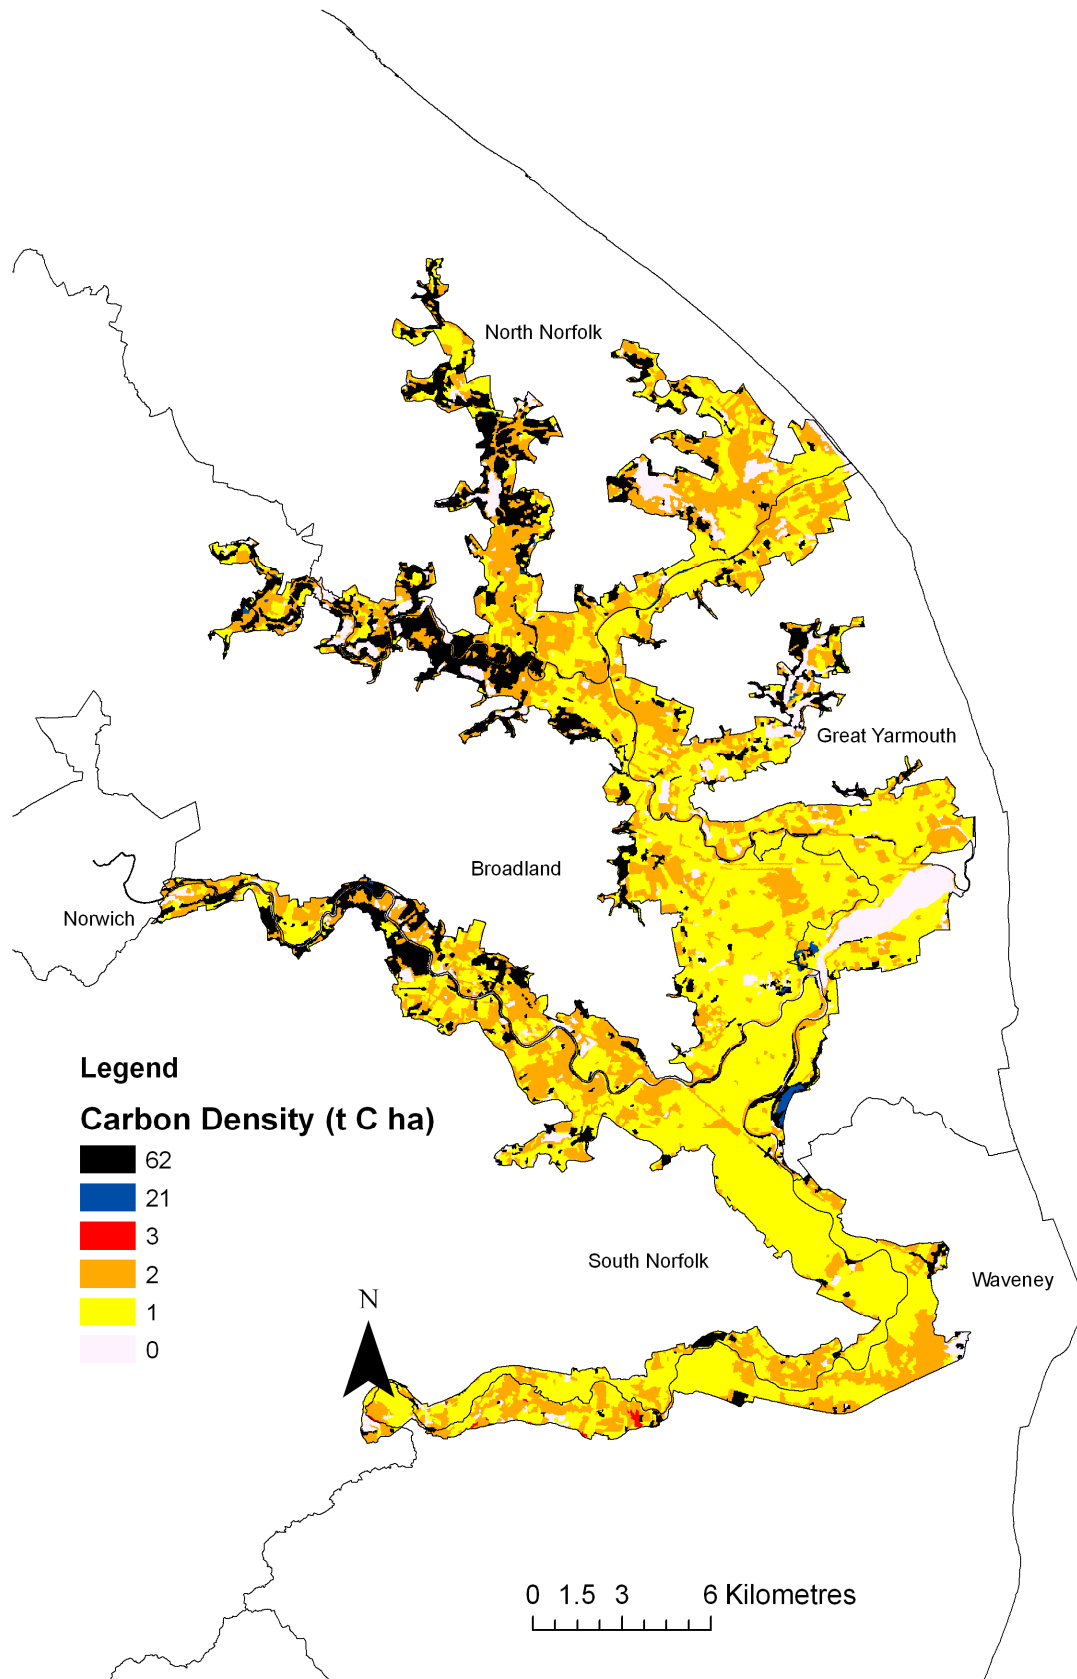 North Norfolk
Great Yarmouth
Broadland
Norwich
Legend
Carbon Density (t C ha)
62
21
3
2
1
0
South Norfolk
Waveney
N
0 1.5 3 6 Kilometres